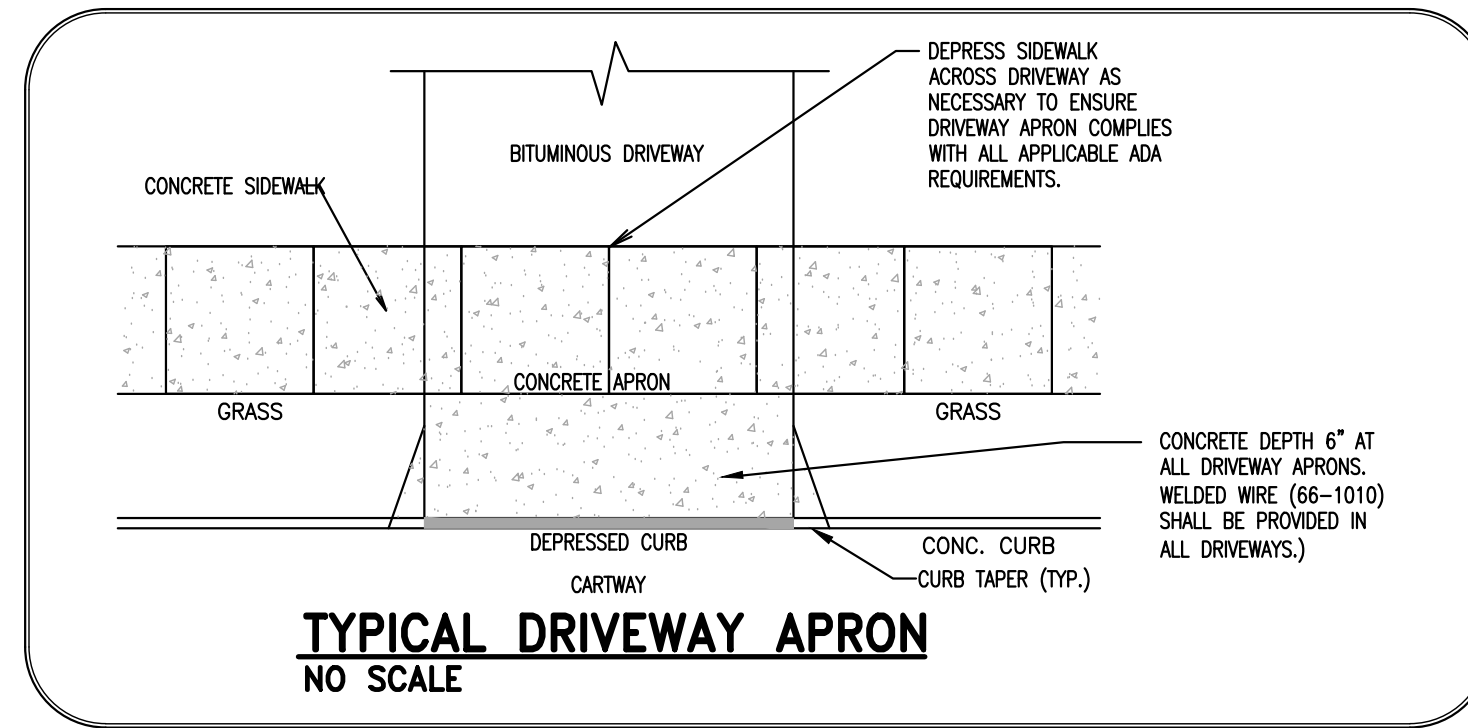 DEPRESS SIDEWALK
ACROSS DRIVEWAY AS
NECESSARY TO ENSURE
DRIVEWAY APRON COMPLIES
WITH ALL APPLICABLE ADA
REQUIREMENTS.
BITUMINOUS DRIVEWAY
CONCRETE SIDEWALK
CONCRETE APRON
GRASS
GRASS
CONCRETE DEPTH 6" AT
ALL DRIVEWAY APRONS.
WELDED WIRE (66-1010)
SHALL BE PROVIDED IN
ALL DRIVEWAYS.)
DEPRESSED CURB
CONC. CURB
CARTWAY
CURB TAPER (TYP.)
TYPICAL DRIVEWAY APRON
NO SCALE